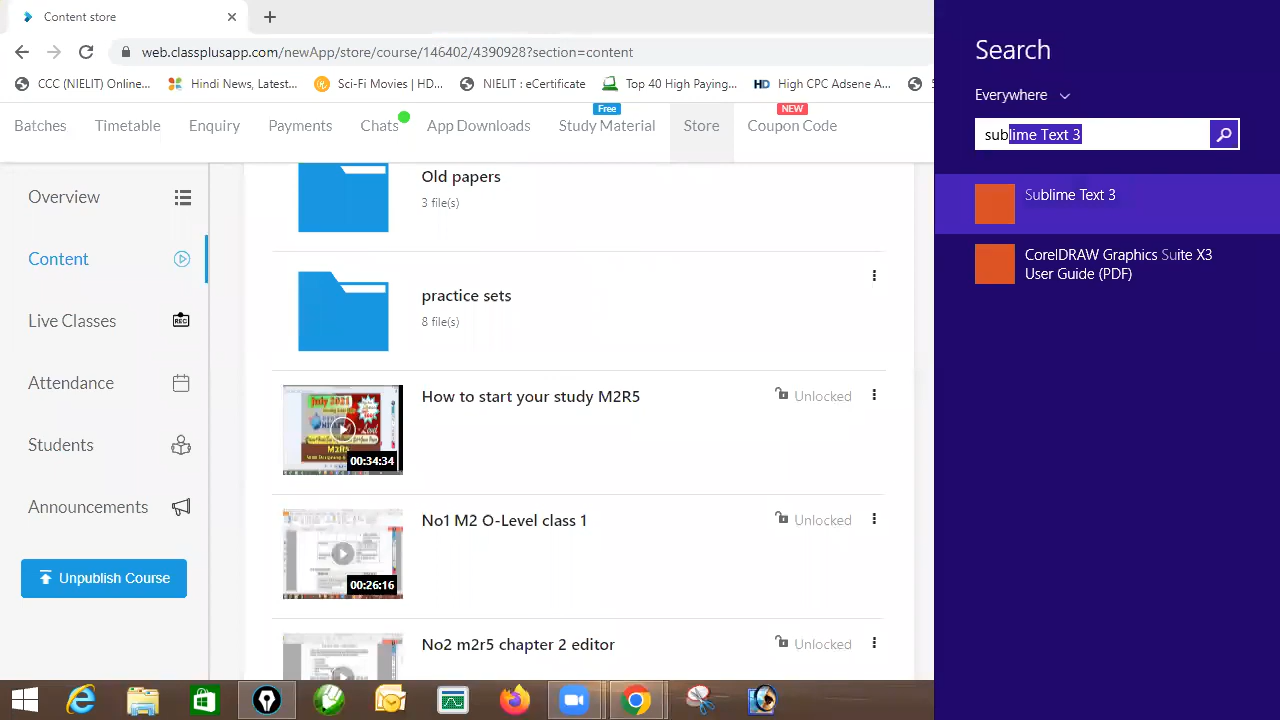 Content store
web.classplusapp.com/newApp/store/course/146402/4390928?section=content
CCC (NIELIT) Online... Hindi News, Latest... Sci-Fi Movies | HD... NIELIT : eCertificate Top 40 High Paying... High CPC Adsene A...
Batches Timetable Enquiry Payments Chats App Downloads Free Study Material Store NEW Coupon Code
Overview
Content
Live Classes
REC
Attendance
Students
Announcements
Unpublish Course
Old papers
3 file(s)
practice sets
8 file(s)
How to start your study M2R5
Unlocked
July 2021
00:34:34
No1 M2 O-Level class 1
Unlocked
00:26:16
No2 m2r5 chapter 2 editor
Unlocked
Search
Everywhere
sublime Text 3
Sublime Text 3
CorelDRAW Graphics Suite X3
User Guide (PDF)